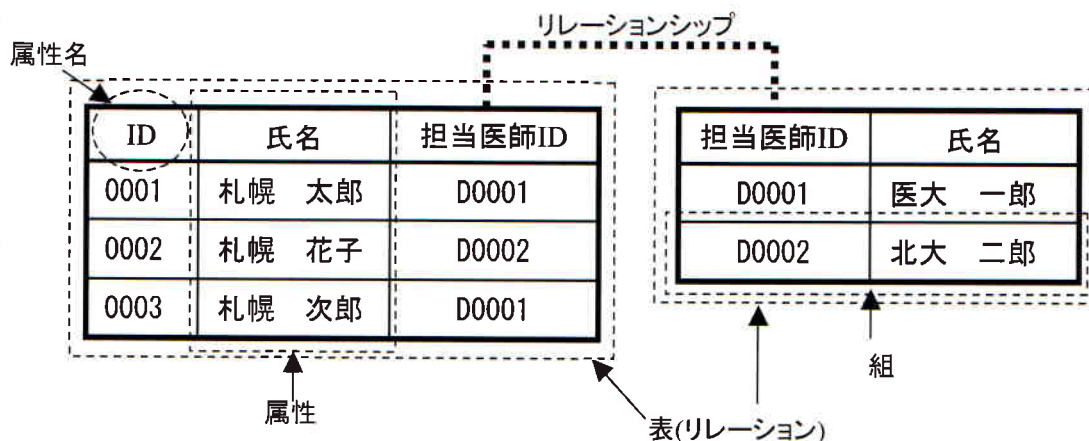 リレーションシップ
属性名
ID 氏名 担当医師ID
0001 札幌 太郎 D0001
0002 札幌 花子 D0002
0003 札幌 次郎 D0001
担当医師ID 氏名
D0001 医大 一郎
D0002 北大 二郎
属性
組
表(リレーション)